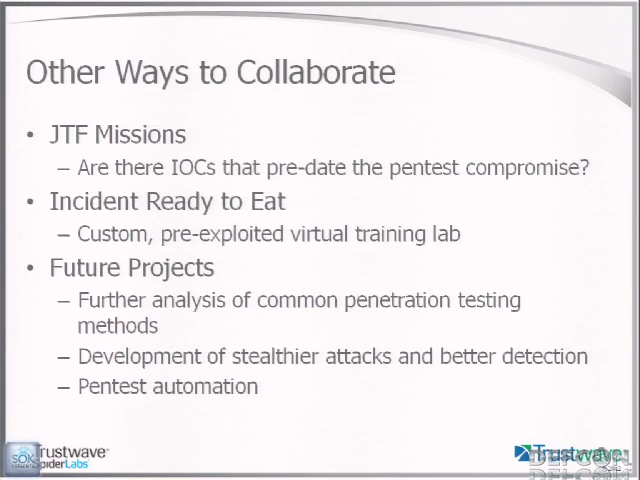 Other Ways to Collaborate
• JTF Missions
– Are there IOCs that pre-date the pentest compromise?
• Incident Ready to Eat
– Custom, pre-exploited virtual training lab
• Future Projects
– Further analysis of common penetration testing
methods
– Development of stealthier attacks and better detection
– Pentest automation
SOK
Trustwave®
SpiderLabs
Trustwave®
DEFCON